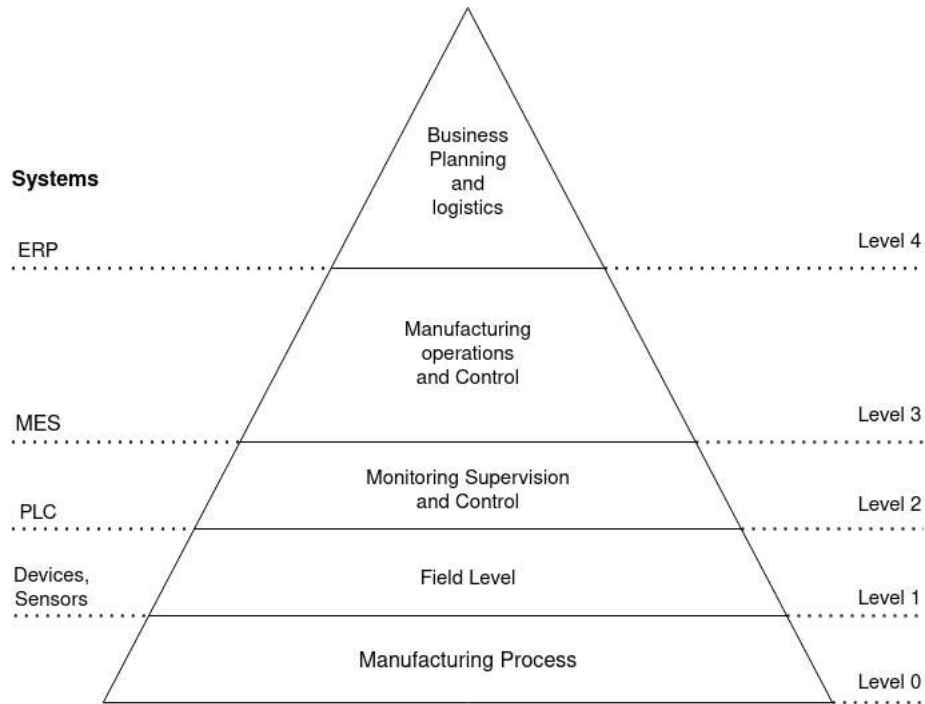 Business
Planning
and
logistics
Systems
ERP
Level 4
Manufacturing
operations
and Control
MES
Level 3
Monitoring Supervision
and Control
PLC
Level 2
Devices,
Sensors
Field Level
Level 1
Manufacturing Process
Level 0